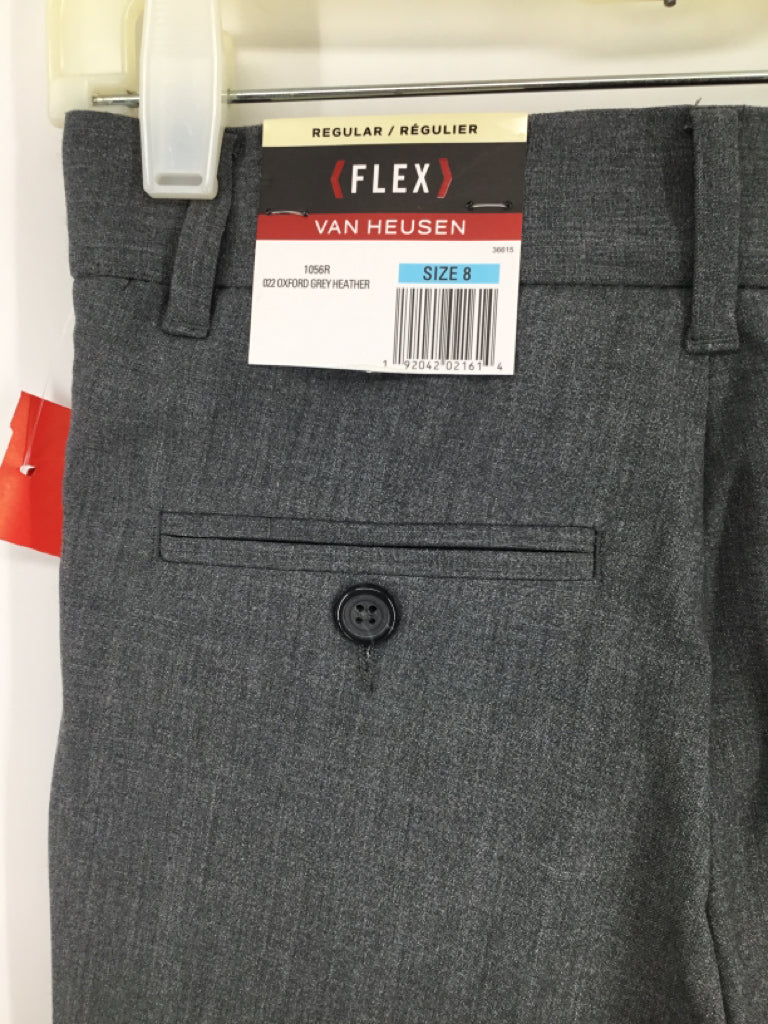 REGULAR / RÉGULIER
FLEX
VAN HEUSEN
36615
1056R
022 OXFORD GREY HEATHER
SIZE 8
1 92042 02161 4